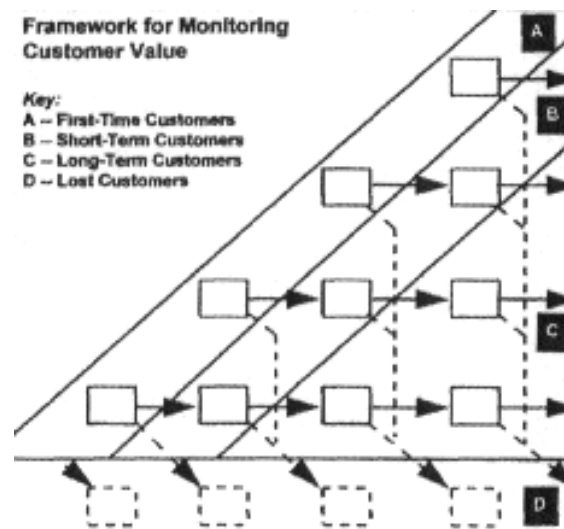 Framework for Monitoring
Customer Value
Key:
A -- First-Time Customers
B -- Short-Term Customers
C -- Long-Term Customers
D -- Lost Customers
A
B
C
D